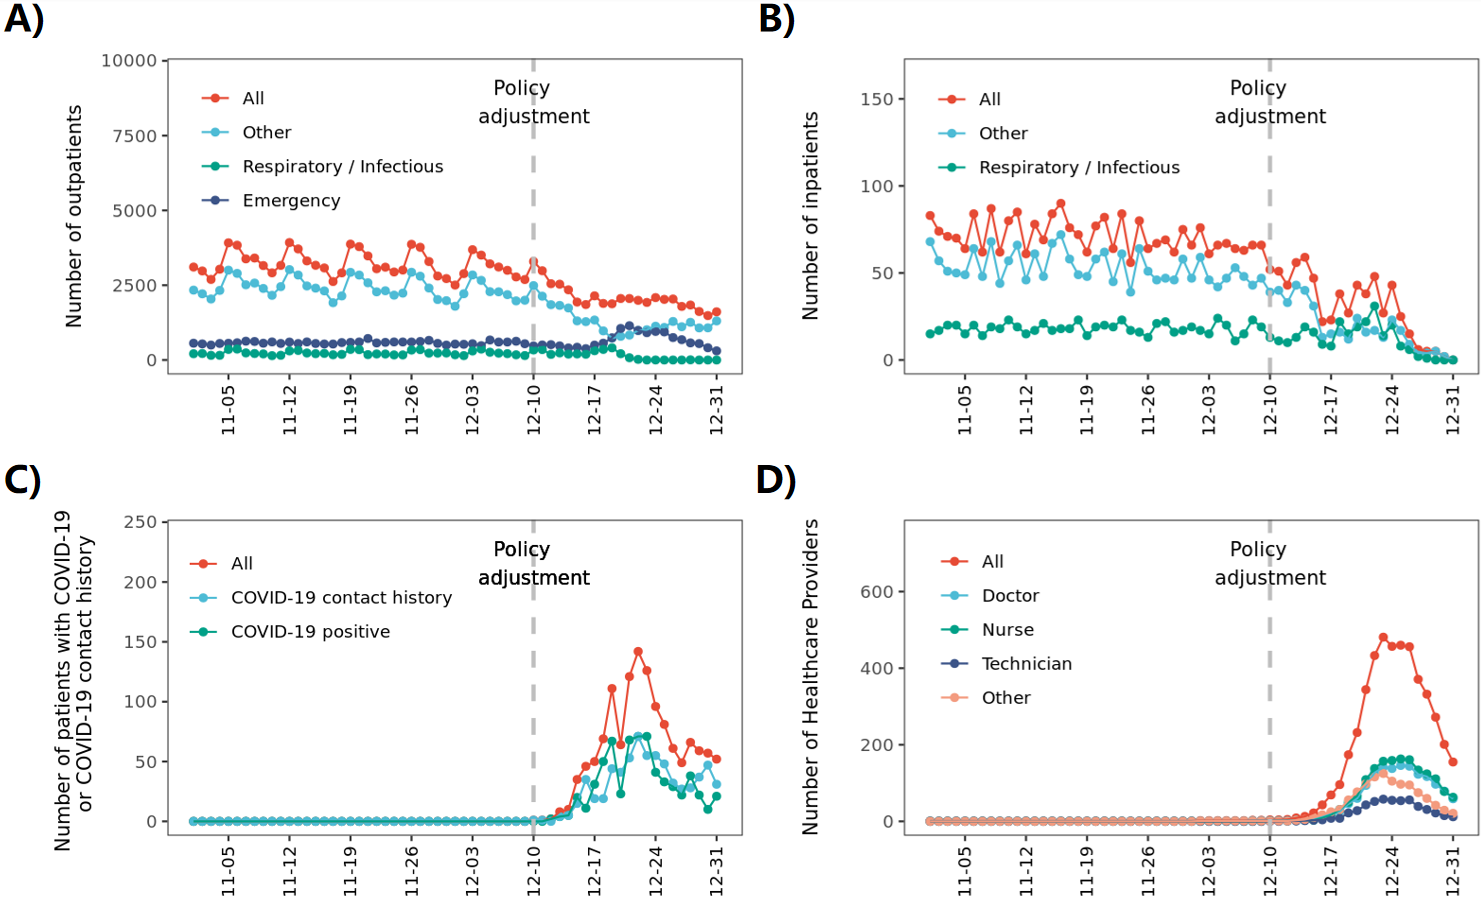 A)
Number of outpatients
10000
7500
5000
2500
0
All
Other
Respiratory / Infectious
Emergency
Policy
adjustment
11-05
11-12
11-19
11-26
12-03
12-10
12-17
12-24
12-31
B)
Number of inpatients
150
100
50
0
All
Other
Respiratory / Infectious
Policy
adjustment
11-05
11-12
11-19
11-26
12-03
12-10
12-17
12-24
12-31
C)
Number of patients with COVID-19
or COVID-19 contact history
250
200
150
100
50
0
All
COVID-19 contact history
COVID-19 positive
Policy
adjustment
11-05
11-12
11-19
11-26
12-03
12-10
12-17
12-24
12-31
D)
Number of Healthcare Providers
600
400
200
0
All
Doctor
Nurse
Technician
Other
Policy
adjustment
11-05
11-12
11-19
11-26
12-03
12-10
12-17
12-24
12-31